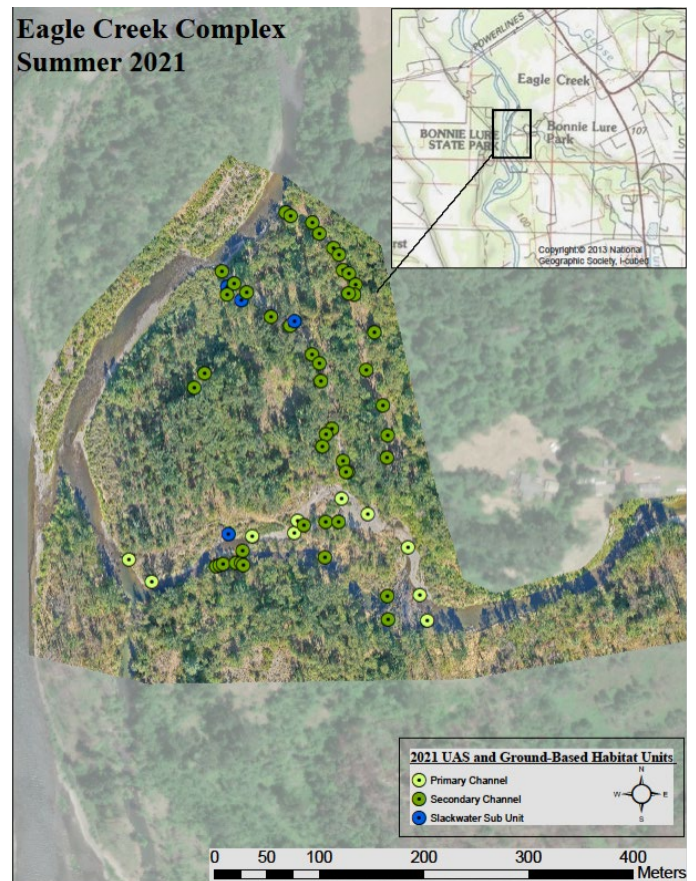 Eagle Creek Complex
Summer 2021
POWERLINES
Goose
Eagle Creek
BONNIE LURE
STATE PARK
Bonnie Lure
Park
107
100
rst
Copyright:© 2013 National
Geographic Society, i-cubed
2021 UAS and Ground-Based Habitat Units
Primary Channel
Secondary Channel
Slackwater Sub Unit
N
W
E
S
0 50 100 200 300 400
Meters